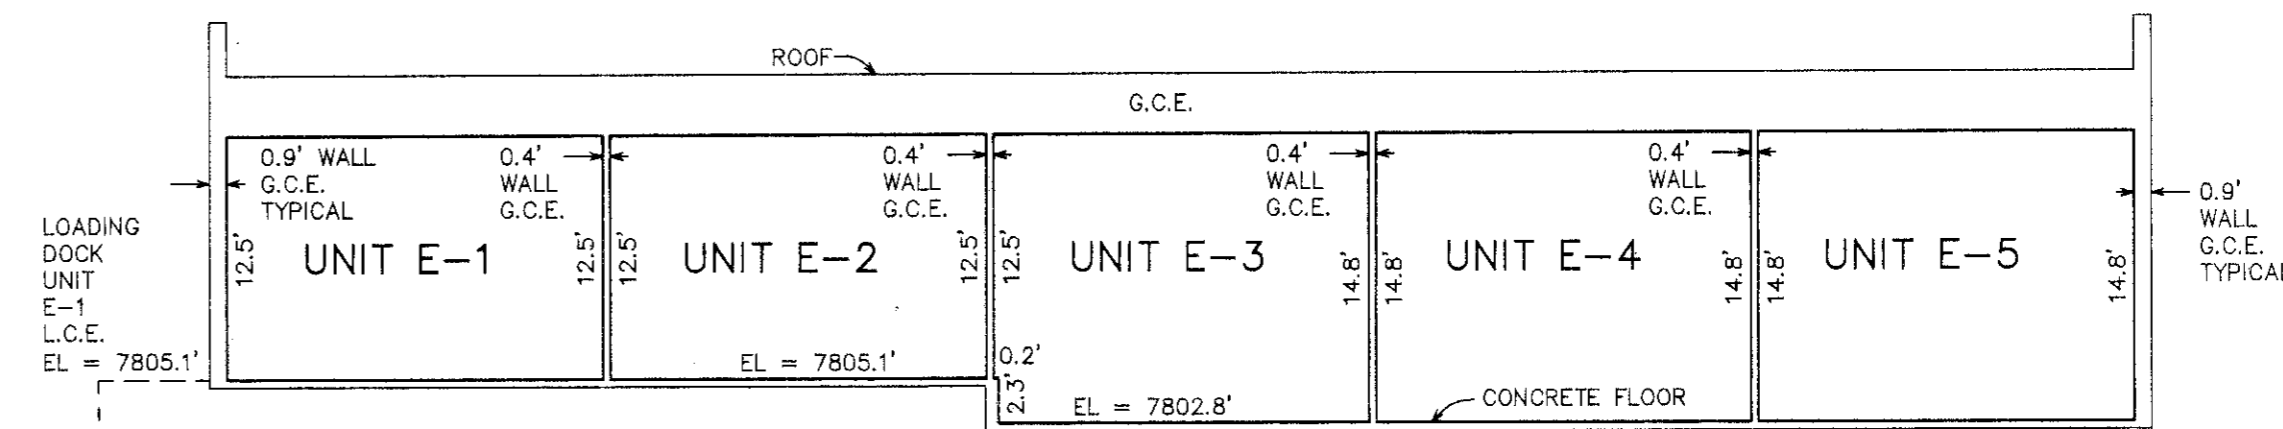 ROOF
G.C.E.
0.9' WALL
G.C.E.
TYPICAL
0.4'
WALL
G.C.E.
0.4'
WALL
G.C.E.
0.4'
WALL
G.C.E.
0.4'
WALL
G.C.E.
0.9'
WALL
G.C.E.
TYPICAL
LOADING
DOCK
UNIT
E-1
L.C.E.
EL = 7805.1'
12.5'
UNIT E-1
12.5'
12.5'
UNIT E-2
12.5'
12.5'
UNIT E-3
14.8'
14.8'
UNIT E-4
14.8'
14.8'
UNIT E-5
14.8'
EL = 7805.1'
0.2'
2.3'
EL = 7802.8'
CONCRETE FLOOR